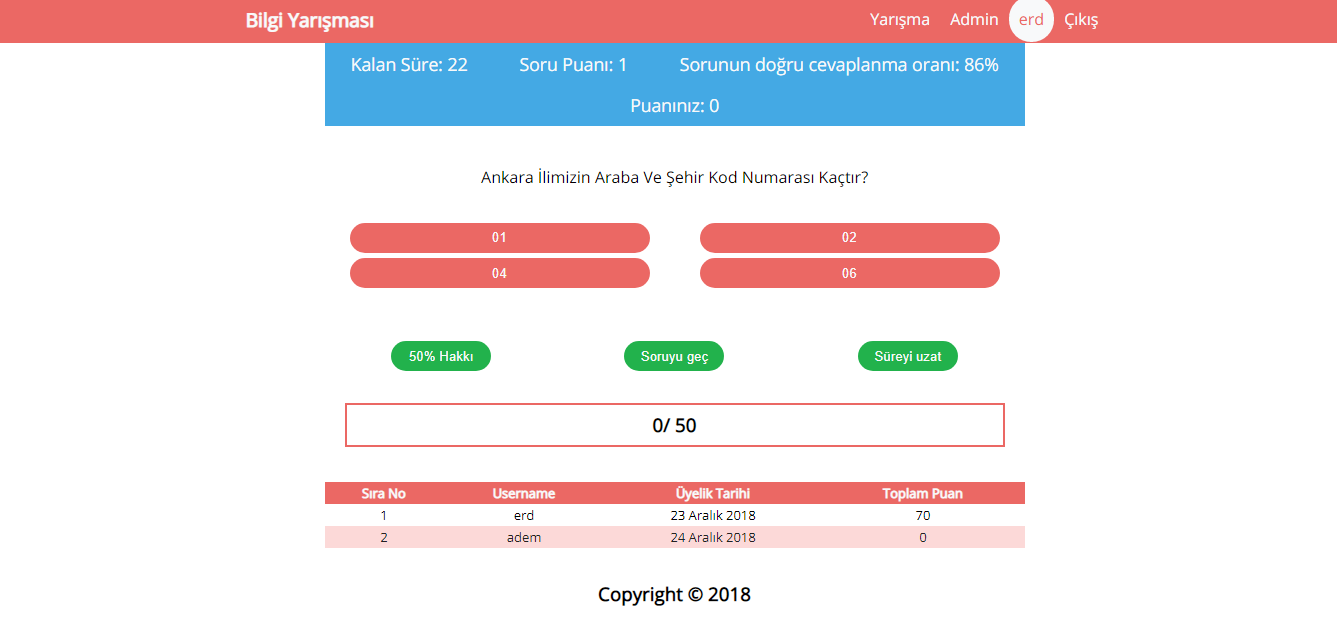 Bilgi Yarışması Yarışma Admin erd Çıkış
Kalan Süre: 22 Soru Puanı: 1 Sorunun doğru cevaplanma oranı: 86%
Puanınız: 0
Ankara İlimizin Araba Ve Şehir Kod Numarası Kaçtır?
01 02
04 06
50% Hakkı Soruyu geç Süreyi uzat
0/ 50
Sıra No Username Üyelik Tarihi Toplam Puan
1 erd 23 Aralık 2018 70
2 adem 24 Aralık 2018 0
Copyright © 2018